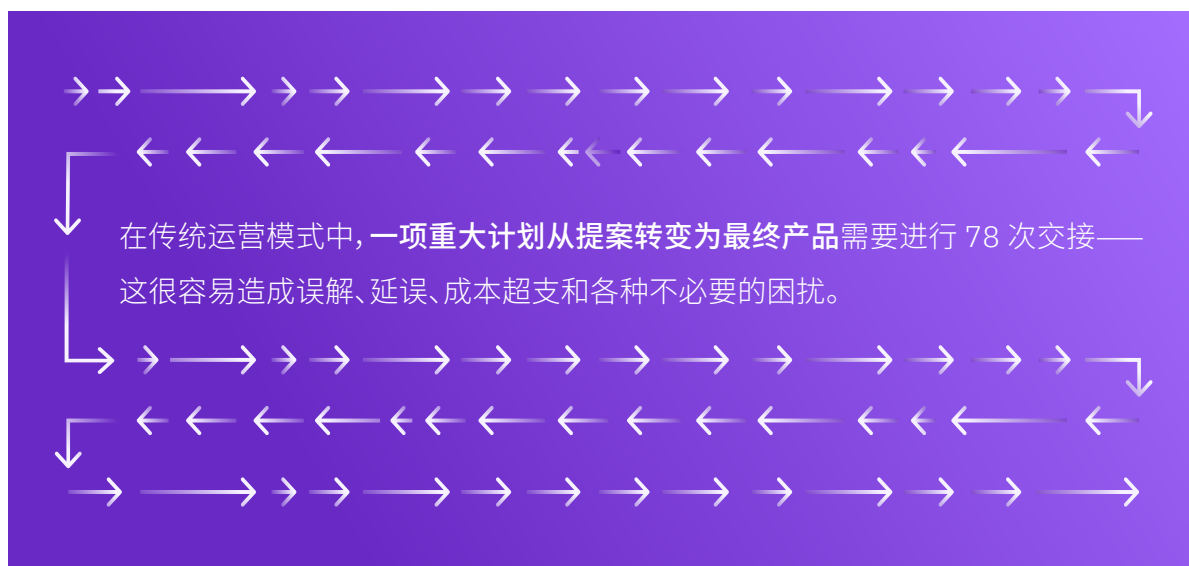 在传统运营模式中，一项重大计划从提案转变为最终产品需要进行 78 次交接——
这很容易造成误解、延误、成本超支和各种不必要的困扰。